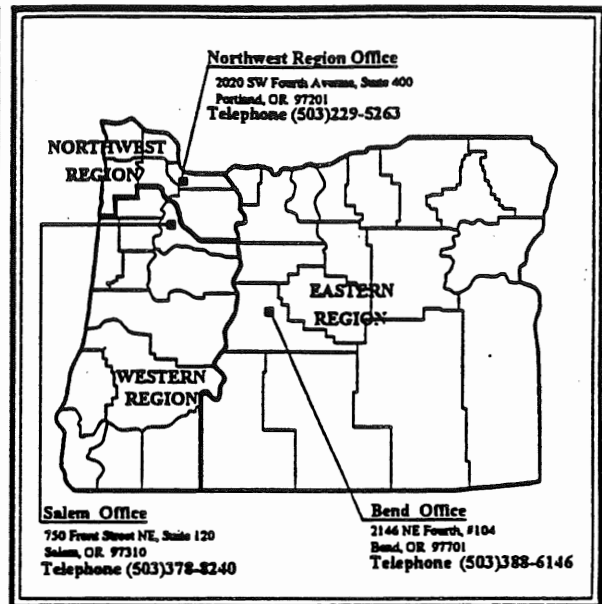 Northwest Region Office
2020 SW Fourth Avenue, Suite 400
Portland, OR 97201
Telephone (503)229-5263
NORTHWEST
REGION
EASTERN
REGION
WESTERN
REGION
Salem Office
750 Front Street NE, Suite 120
Salem, OR 97310
Telephone (503)378-8240
Bend Office
2146 NE Fourth, #104
Bend, OR 97701
Telephone (503)388-6146